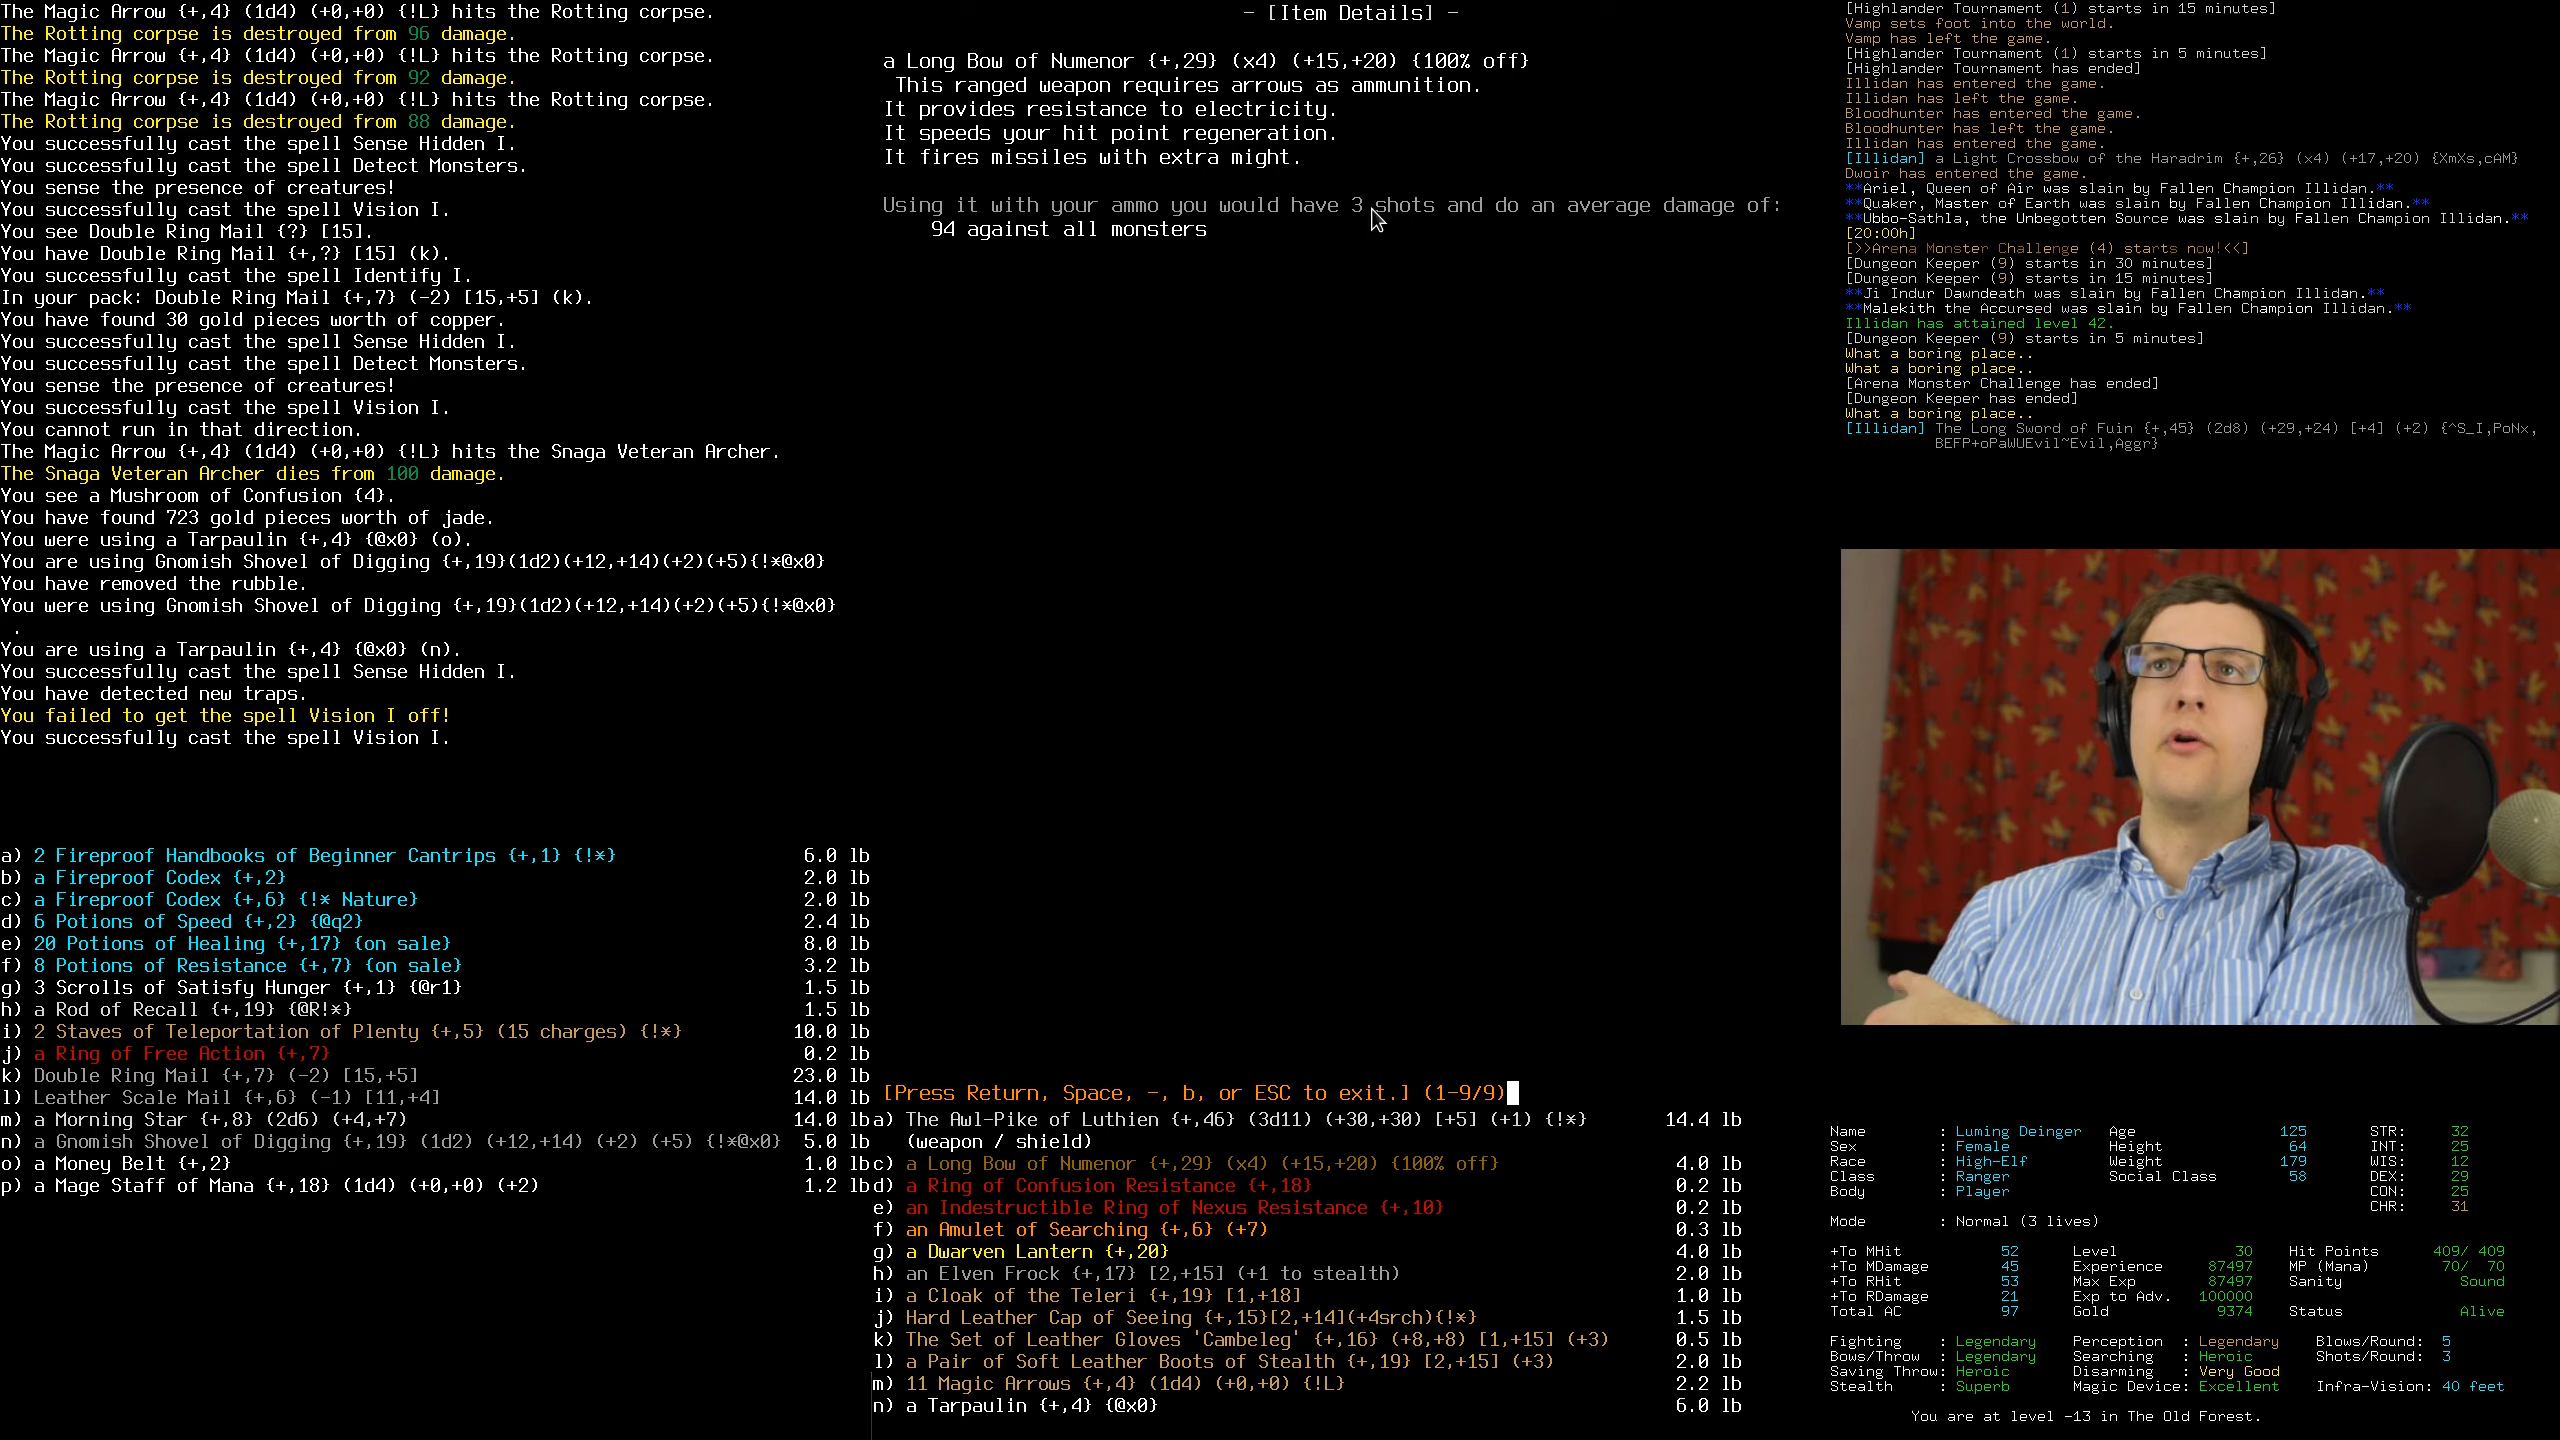 The Magic Arrow {+,4} (1d4) (+0,+0) {!L} hits the Rotting corpse.
The Rotting corpse is destroyed from 96 damage.
The Magic Arrow {+,4} (1d4) (+0,+0) {!L} hits the Rotting corpse.
The Rotting corpse is destroyed from 92 damage.
The Magic Arrow {+,4} (1d4) (+0,+0) {!L} hits the Rotting corpse.
The Rotting corpse is destroyed from 88 damage.
You successfully cast the spell Sense Hidden I.
You successfully cast the spell Detect Monsters.
You sense the presence of creatures!
You successfully cast the spell Vision I.
You see Double Ring Mail {?} [15].
You have Double Ring Mail {+,?} [15] (k).
You successfully cast the spell Identify I.
In your pack: Double Ring Mail {+,7} (-2) [15,+5] (k).
You have found 30 gold pieces worth of copper.
You successfully cast the spell Sense Hidden I.
You successfully cast the spell Detect Monsters.
You sense the presence of creatures!
You successfully cast the spell Vision I.
You cannot run in that direction.
The Magic Arrow {+,4} (1d4) (+0,+0) {!L} hits the Snaga Veteran Archer.
The Snaga Veteran Archer dies from 100 damage.
You see a Mushroom of Confusion {4}.
You have found 723 gold pieces worth of jade.
You were using a Tarpaulin {+,4} {@x0} (o).
You are using Gnomish Shovel of Digging {+,19}(1d2)(+12,+14)(+2)(+5){!*@x0}
You have removed the rubble.
You were using Gnomish Shovel of Digging {+,19}(1d2)(+12,+14)(+2)(+5){!*@x0}
.
You are using a Tarpaulin {+,4} {@x0} (n).
You successfully cast the spell Sense Hidden I.
You have detected new traps.
You failed to get the spell Vision I off!
You successfully cast the spell Vision I.
a) 2 Fireproof Handbooks of Beginner Cantrips {+,1} {!*} 6.0 lb
b) a Fireproof Codex {+,2} 2.0 lb
c) a Fireproof Codex {+,6} {!* Nature} 2.0 lb
d) 6 Potions of Speed {+,2} {@q2} 2.4 lb
e) 20 Potions of Healing {+,17} {on sale} 8.0 lb
f) 8 Potions of Resistance {+,7} {on sale} 3.2 lb
g) 3 Scrolls of Satisfy Hunger {+,1} {@r1} 1.5 lb
h) a Rod of Recall {+,19} {@R!*} 1.5 lb
i) 2 Staves of Teleportation of Plenty {+,5} (15 charges) {!*} 10.0 lb
j) a Ring of Free Action {+,7} 0.2 lb
k) Double Ring Mail {+,7} (-2) [15,+5] 23.0 lb
l) Leather Scale Mail {+,6} (-1) [11,+4] 14.0 lb
m) a Morning Star {+,8} (2d6) (+4,+7) 14.0 lb
n) a Gnomish Shovel of Digging {+,19} (1d2) (+12,+14) (+2) (+5) {!*@x0} 5.0 lb
o) a Money Belt {+,2} 1.0 lb
p) a Mage Staff of Mana {+,18} (1d4) (+0,+0) (+2) 1.2 lb
- [Item Details] -
a Long Bow of Numenor {+,29} (x4) (+15,+20) {100% off}
This ranged weapon requires arrows as ammunition.
It provides resistance to electricity.
It speeds your hit point regeneration.
It fires missiles with extra might.
Using it with your ammo you would have 3 shots and do an average damage of:
94 against all monsters
[Press Return, Space, -, b, or ESC to exit.] (1-9/9)
a) The Awl-Pike of Luthien {+,46} (3d11) (+30,+30) [+5] (+1) {!*} 14.4 lb
(weapon / shield)
c) a Long Bow of Numenor {+,29} (x4) (+15,+20) {100% off} 4.0 lb
d) a Ring of Confusion Resistance {+,18} 0.2 lb
e) an Indestructible Ring of Nexus Resistance {+,10} 0.2 lb
f) an Amulet of Searching {+,6} (+7) 0.3 lb
g) a Dwarven Lantern {+,20} 4.0 lb
h) an Elven Frock {+,17} [2,+15] (+1 to stealth) 2.0 lb
i) a Cloak of the Teleri {+,19} [1,+18] 1.0 lb
j) Hard Leather Cap of Seeing {+,15}[2,+14](+4srch){!*} 1.5 lb
k) The Set of Leather Gloves 'Cambeleg' {+,16} (+8,+8) [1,+15] (+3) 0.5 lb
l) a Pair of Soft Leather Boots of Stealth {+,19} [2,+15] (+3) 2.0 lb
m) 11 Magic Arrows {+,4} (1d4) (+0,+0) {!L} 2.2 lb
n) a Tarpaulin {+,4} {@x0} 6.0 lb
[Highlander Tournament (1) starts in 15 minutes]
Vamp sets foot into the world.
Vamp has left the game.
[Highlander Tournament (1) starts in 5 minutes]
[Highlander Tournament has ended]
Illidan has entered the game.
Illidan has left the game.
Bloodhunter has entered the game.
Bloodhunter has left the game.
Illidan has entered the game.
[Illidan] a Light Crossbow of the Haradrim {+,26} (x4) (+17,+20) {XmXs,cAM}
Dwoir has entered the game.
**Ariel, Queen of Air was slain by Fallen Champion Illidan.**
**Quaker, Master of Earth was slain by Fallen Champion Illidan.**
**Ubbo-Sathla, the Unbegotten Source was slain by Fallen Champion Illidan.**
[20:00h]
[>>Arena Monster Challenge (4) starts now!<<]
[Dungeon Keeper (9) starts in 30 minutes]
[Dungeon Keeper (9) starts in 15 minutes]
**Ji Indur Dawndeath was slain by Fallen Champion Illidan.**
**Malekith the Accursed was slain by Fallen Champion Illidan.**
Illidan has attained level 42.
[Dungeon Keeper (9) starts in 5 minutes]
What a boring place..
What a boring place..
[Arena Monster Challenge has ended]
[Dungeon Keeper has ended]
What a boring place..
[Illidan] The Long Sword of Fuin {+,45} (2d8) (+29,+24) [+4] (+2) {^S_I,PoNx,
BEFP+oPaWUEvil~Evil,Aggr}
Name : Luming Deinger Age 125 STR: 32
Sex : Female Height 64 INT: 25
Race : High-Elf Weight 179 WIS: 12
Class : Ranger Social Class 58 DEX: 29
Body : Player CON: 25
CHR: 31
Mode : Normal (3 lives)
+To MHit 52 Level 30 Hit Points 409/ 409
+To MDamage 45 Experience 87497 MP (Mana) 70/ 70
+To RHit 53 Max Exp 87497 Sanity Sound
+To RDamage 21 Exp to Adv. 100000
Total AC 97 Gold 9374 Status Alive
Fighting : Legendary Perception : Legendary Blows/Round: 5
Bows/Throw : Legendary Searching : Heroic Shots/Round: 3
Saving Throw: Heroic Disarming : Very Good
Stealth : Superb Magic Device: Excellent Infra-Vision: 40 feet
You are at level -13 in The Old Forest.